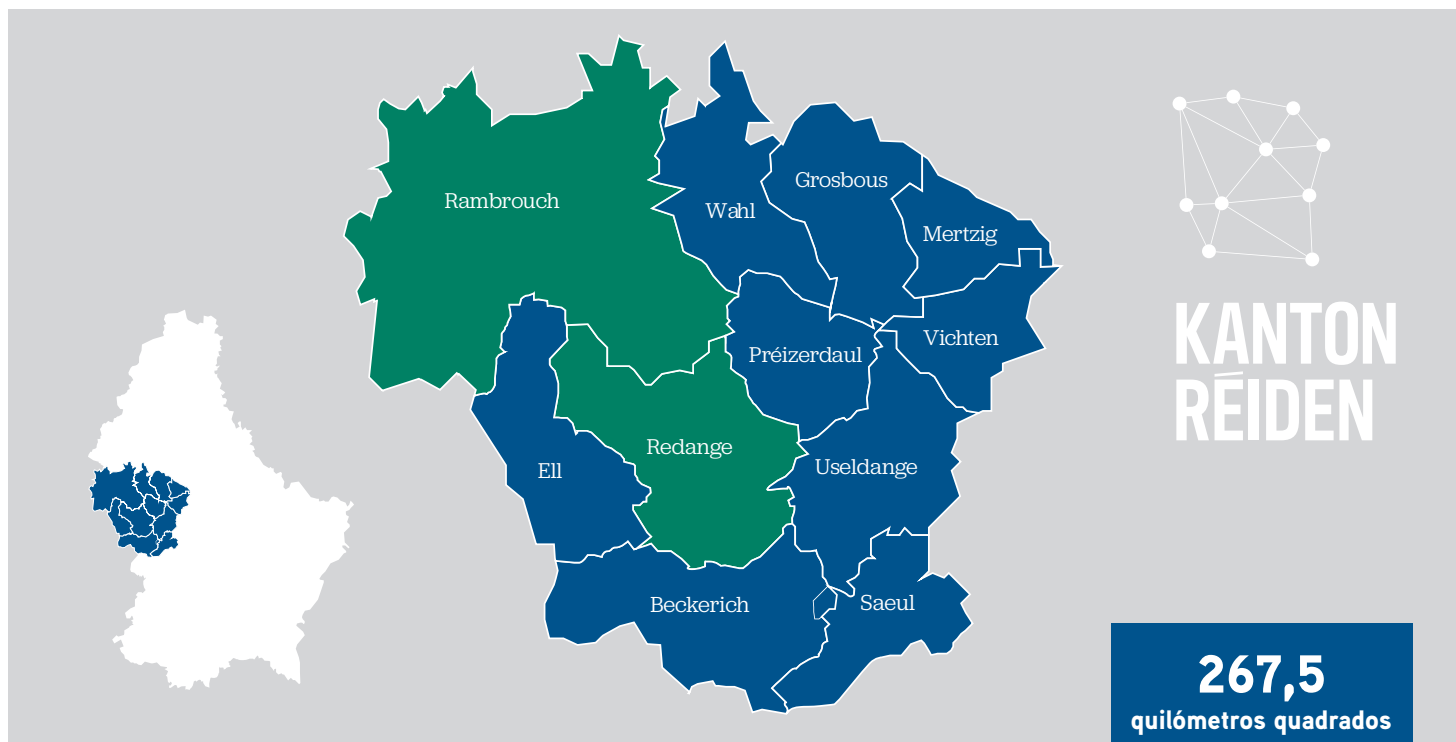 Rambrouch
Wahl
Grosbous
Mertzig
Vichten
Préizerdaul
Redange
Ell
Useldange
Beckerich
Saeul
KANTON
RÉIDEN
267,5
quilómetros quadrados